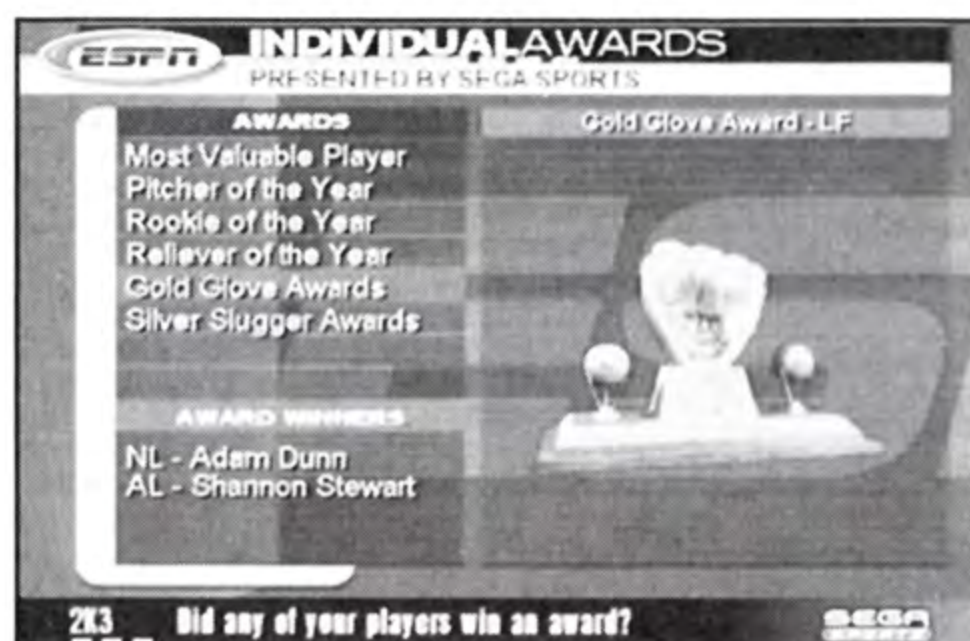 ESPN
INDIVIDUALAWARDS
PRESENTED BY SEGA SPORTS
AWARDS
Most Valuable Player
Pitcher of the Year
Rookie of the Year
Reliever of the Year
Gold Glove Awards
Silver Slugger Awards
Gold Glove Award - LF
AWARD WINNERS
NL - Adam Dunn
AL - Shannon Stewart
2K3 Did any of your players win an award?
SEGA